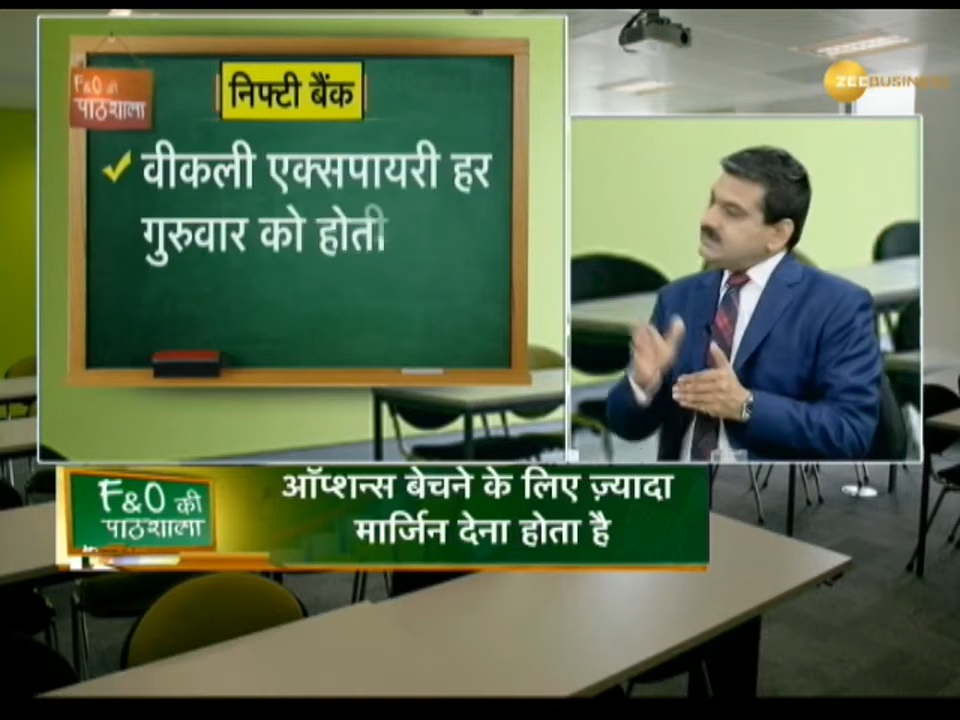 ZEE BUSINESS
F&O की
पाठशाला
निफ्टी बैंक
वीकली एक्सपायरी हर
गुरुवार को होती
F&O की
पाठशाला
ऑप्शन्स बेचने के लिए ज़्यादा
मार्जिन देना होता है